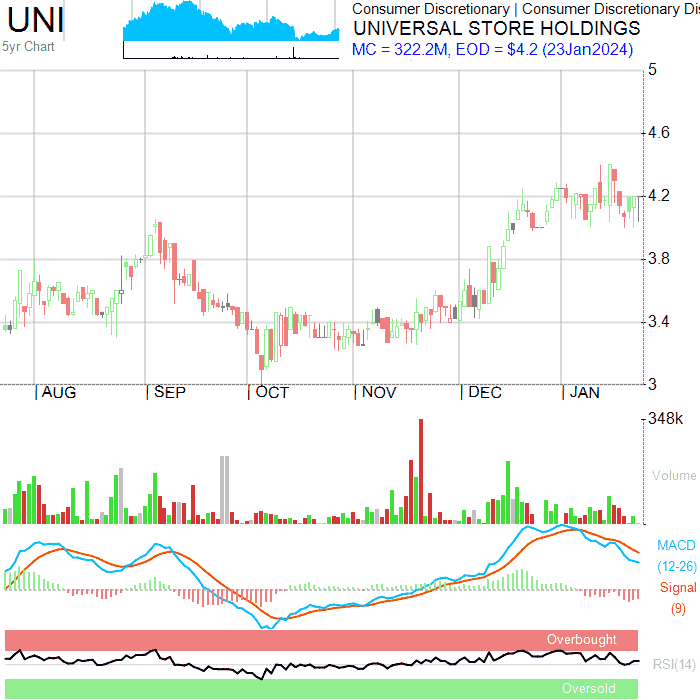 UNI
5yr Chart
Consumer Discretionary | Consumer Discretionary Dis
UNIVERSAL STORE HOLDINGS
MC = 322.2M, EOD = $4.2 (23Jan2024)
5
4.6
4.2
3.8
3.4
3
| AUG | SEP | OCT | NOV | DEC | JAN
348k
Volume
MACD
(12-26)
Signal
(9)
Overbought
RSI(14)
Oversold